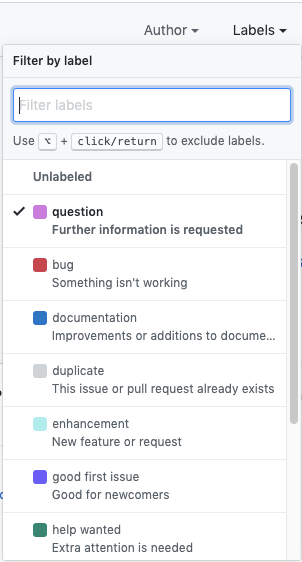 Author Labels
Filter by label
Filter labels
Use ⌥ + click/return to exclude labels.
Unlabeled
question
Further information is requested
bug
Something isn't working
documentation
Improvements or additions to docume...
duplicate
This issue or pull request already exists
enhancement
New feature or request
good first issue
Good for newcomers
help wanted
Extra attention is needed